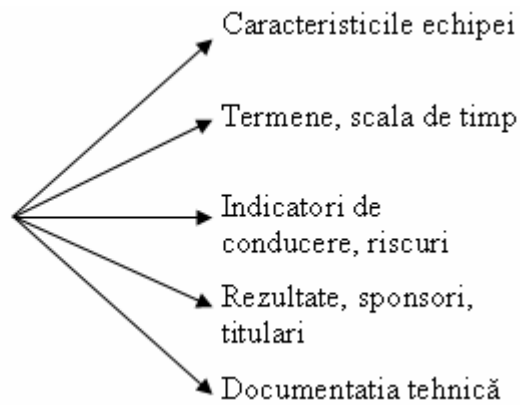 Caracteristicile echipei
Termene, scala de timp
Indicatori de
conducere, riscuri
Rezultate, sponsori,
titulari
Documentatia tehnică